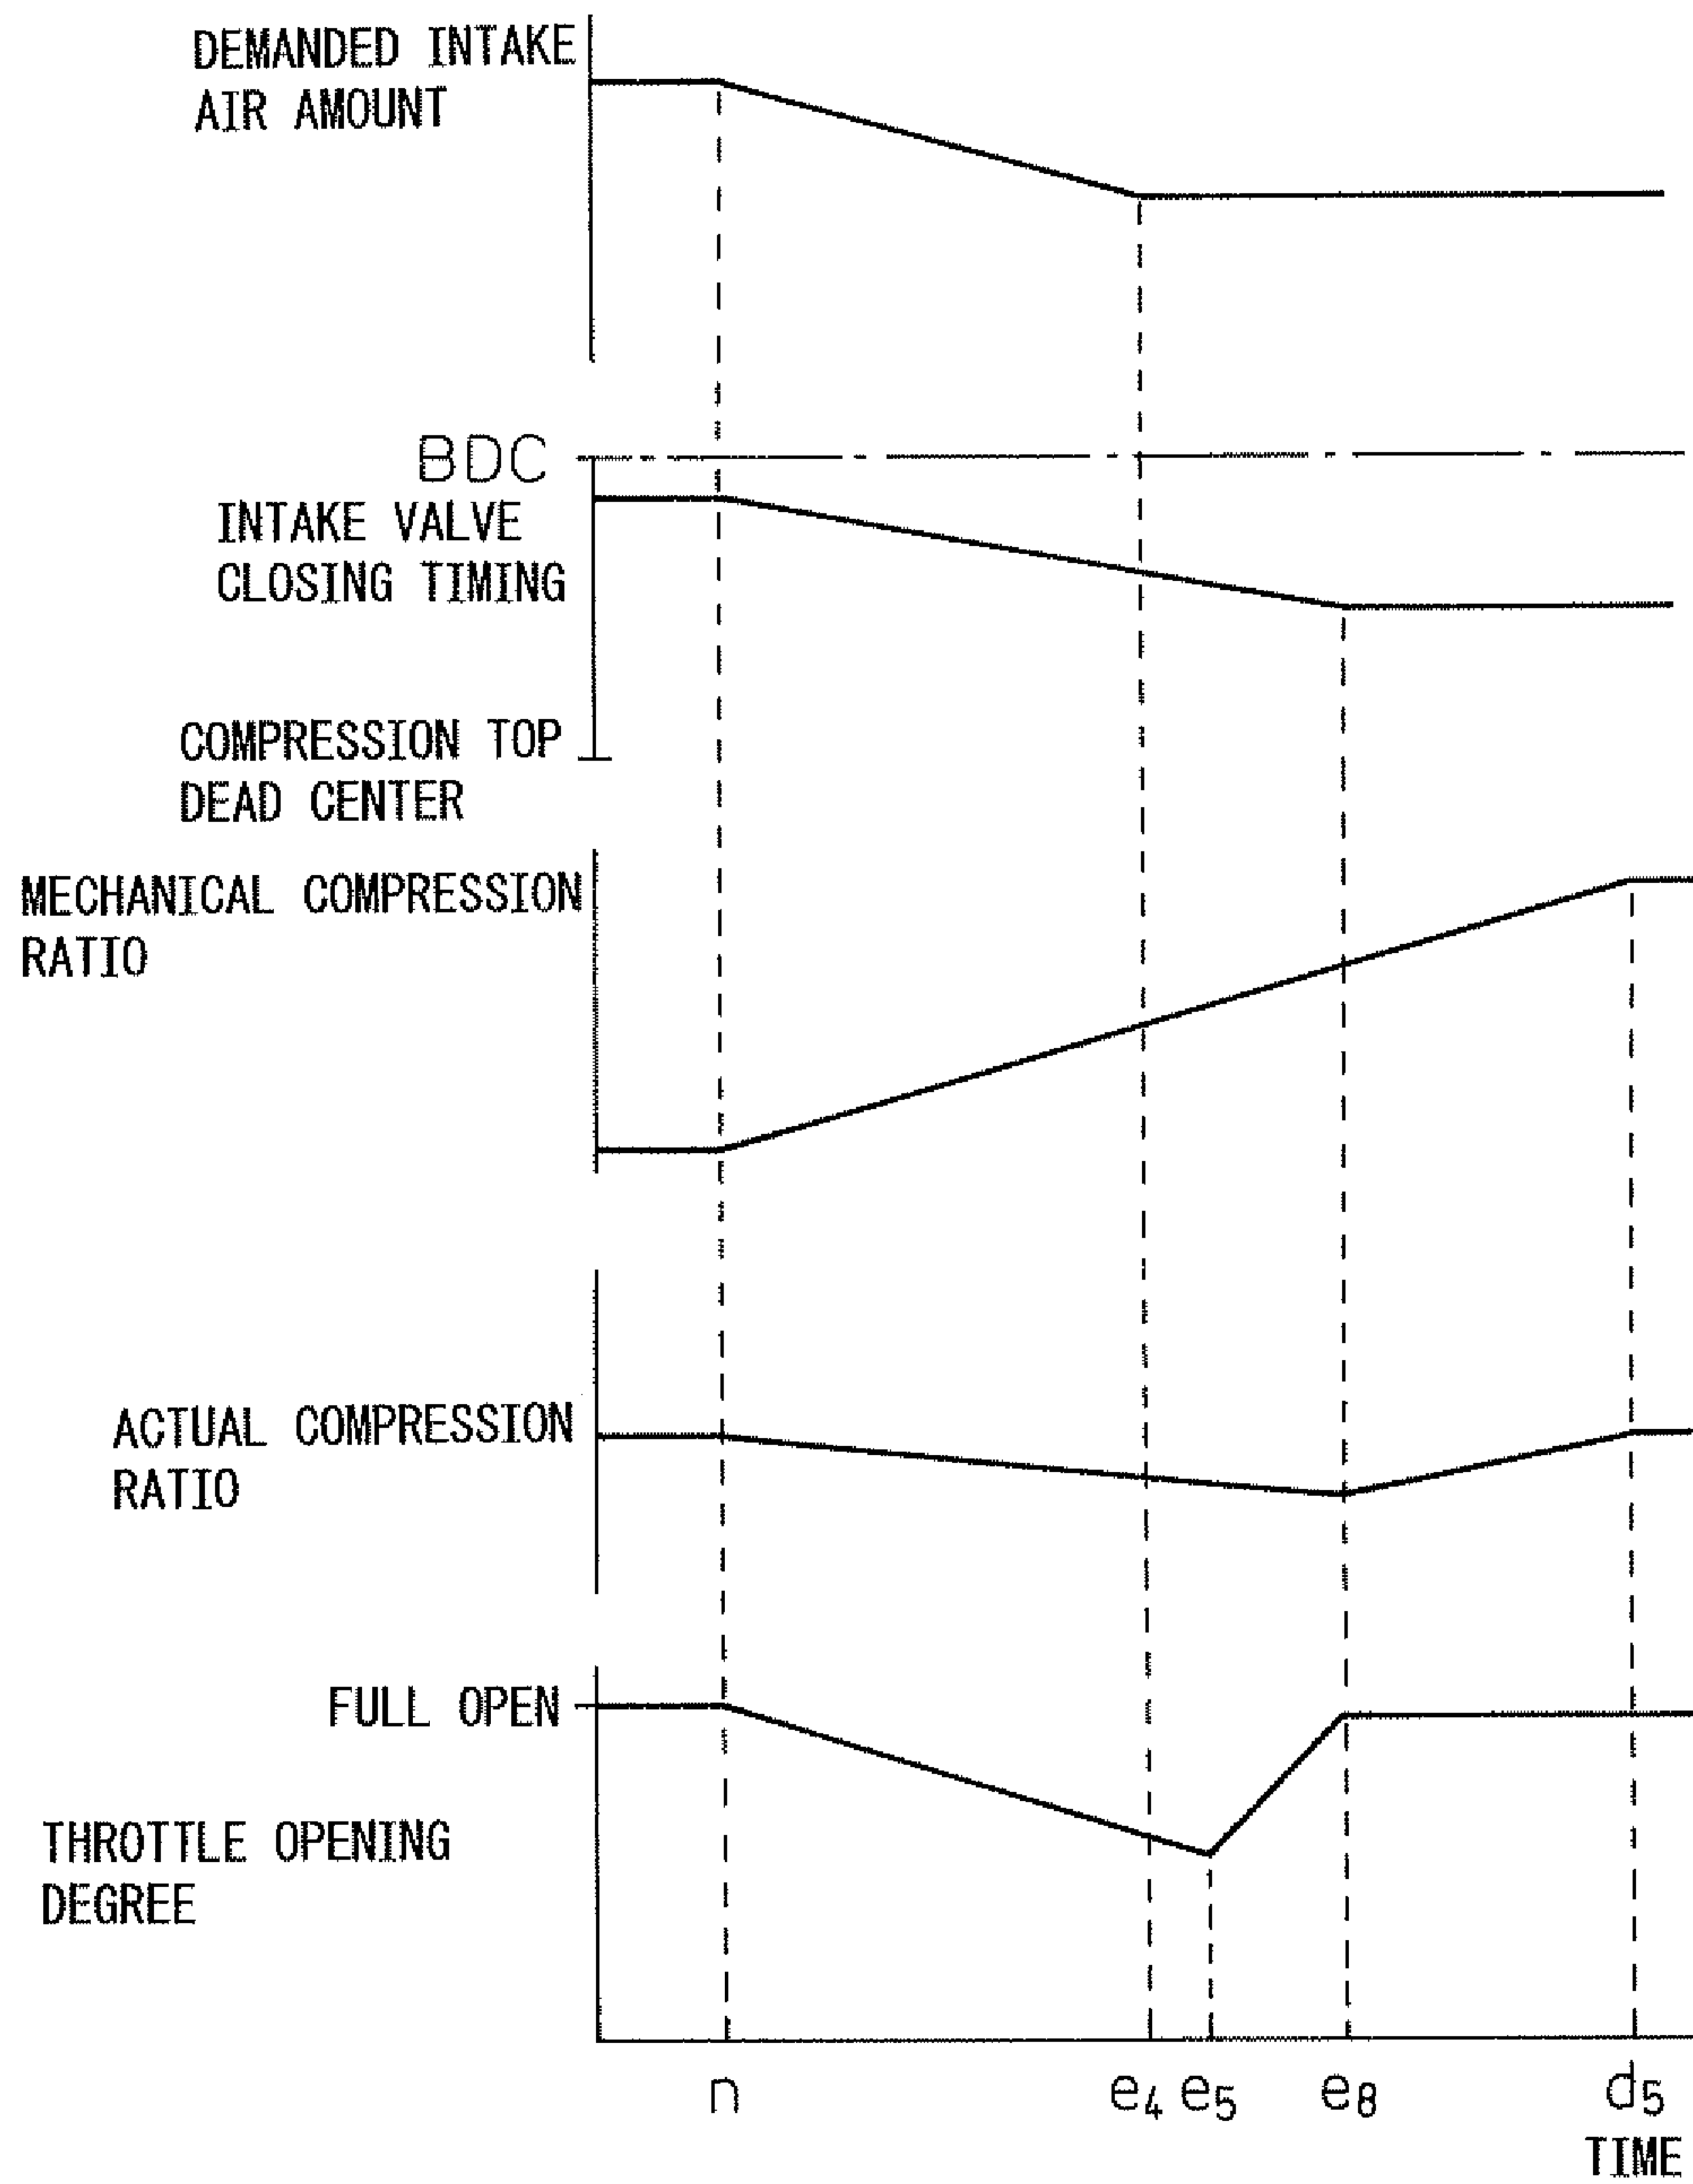 DEMANDED INTAKE
AIR AMOUNT
BDC
INTAKE VALVE
CLOSING TIMING
COMPRESSION TOP
DEAD CENTER
MECHANICAL COMPRESSION
RATIO
ACTUAL COMPRESSION
RATIO
FULL OPEN
THROTTLE OPENING
DEGREE
n e4 e5 e8 d5
TIME